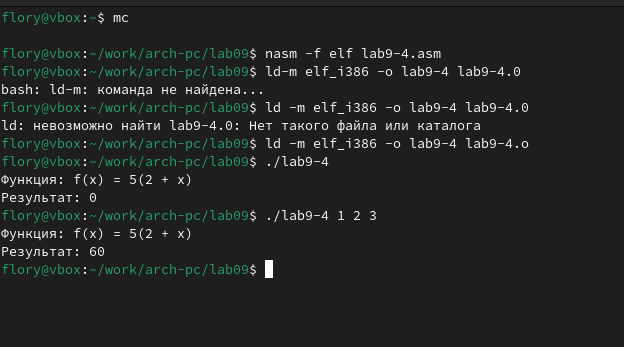 flory@vbox:~$ mc
flory@vbox:~/work/arch-pc/lab09$ nasm -f elf lab9-4.asm
flory@vbox:~/work/arch-pc/lab09$ ld-m elf_i386 -o lab9-4 lab9-4.0
bash: ld-m: команда не найдена...
flory@vbox:~/work/arch-pc/lab09$ ld -m elf_i386 -o lab9-4 lab9-4.0
ld: невозможно найти lab9-4.0: Нет такого файла или каталога
flory@vbox:~/work/arch-pc/lab09$ ld -m elf_i386 -o lab9-4 lab9-4.o
flory@vbox:~/work/arch-pc/lab09$ ./lab9-4
Функция: f(x) = 5(2 + x)
Результат: 0
flory@vbox:~/work/arch-pc/lab09$ ./lab9-4 1 2 3
Функция: f(x) = 5(2 + x)
Результат: 60
flory@vbox:~/work/arch-pc/lab09$